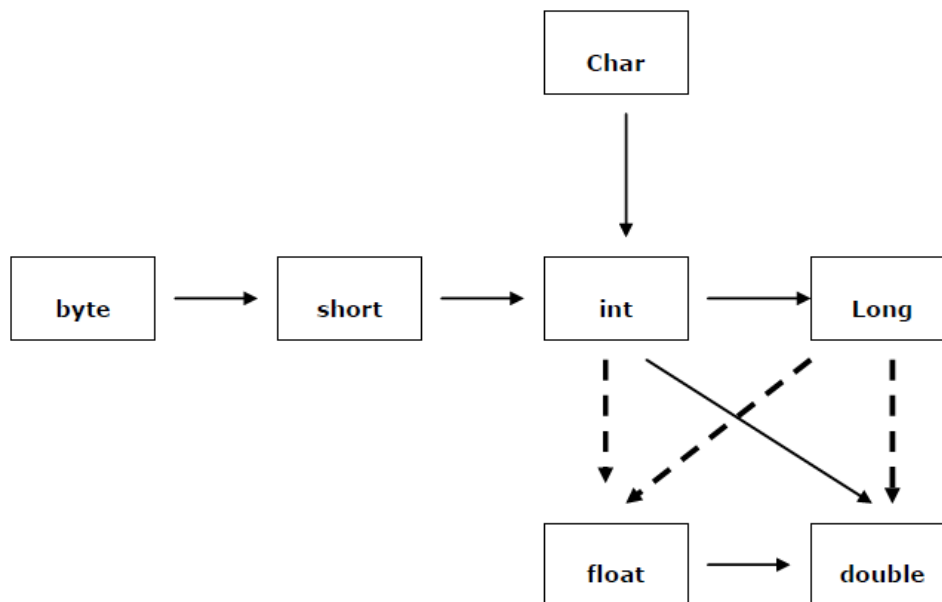 Char
byte
short
int
Long
float
double